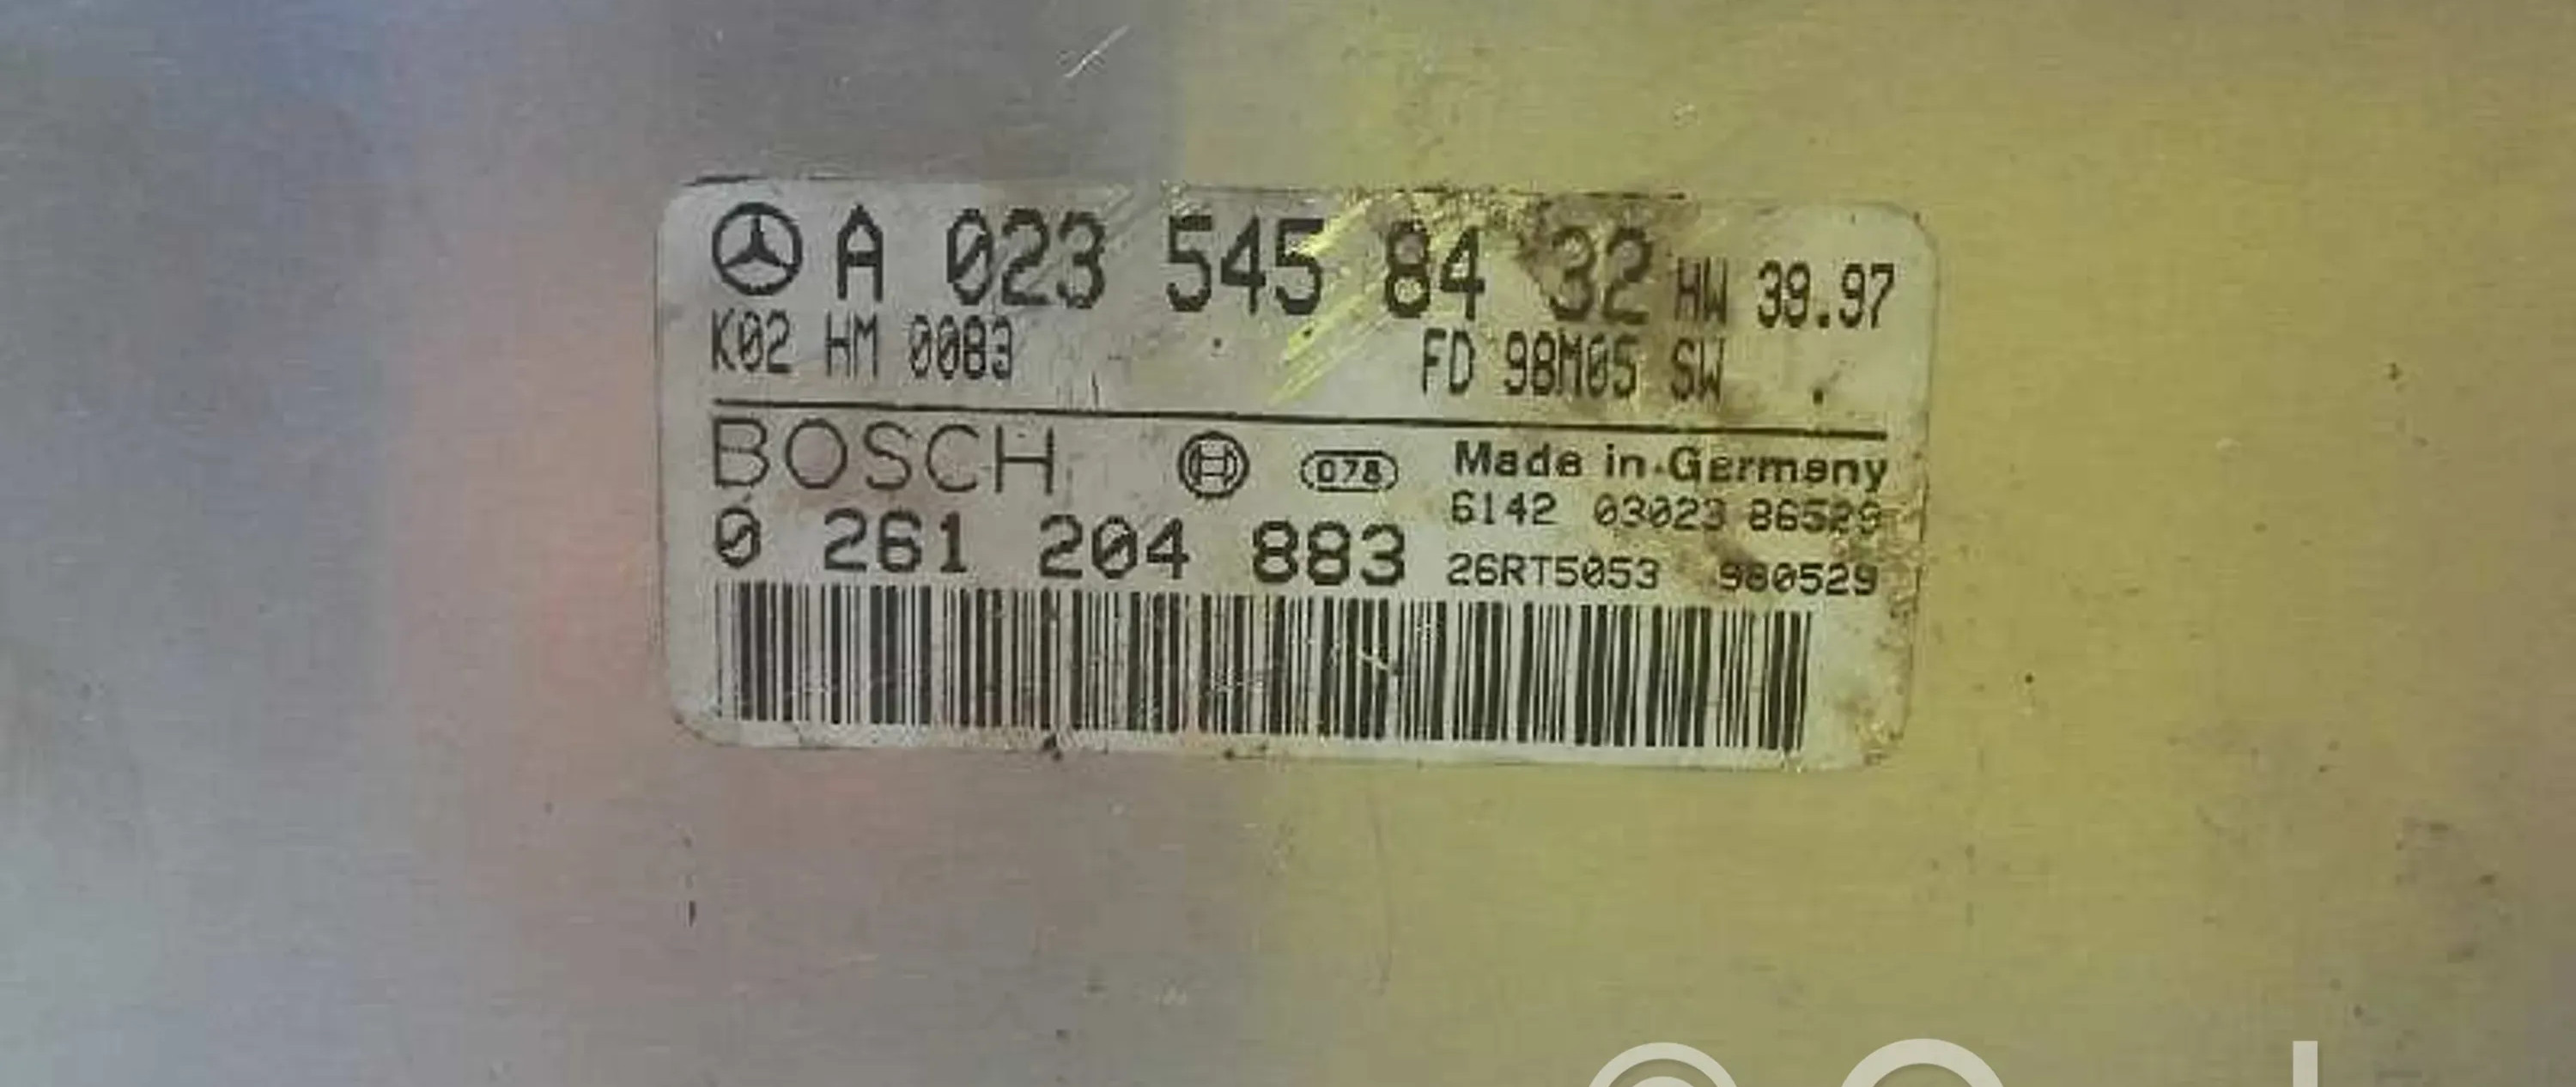 A 023 545 84 32 HW 39.97
K02 HM 0083 FD 98M05 SW .
BOSCH 078 Made in Germany
6142 03023 86529
0 261 204 883 26RT5053 980529